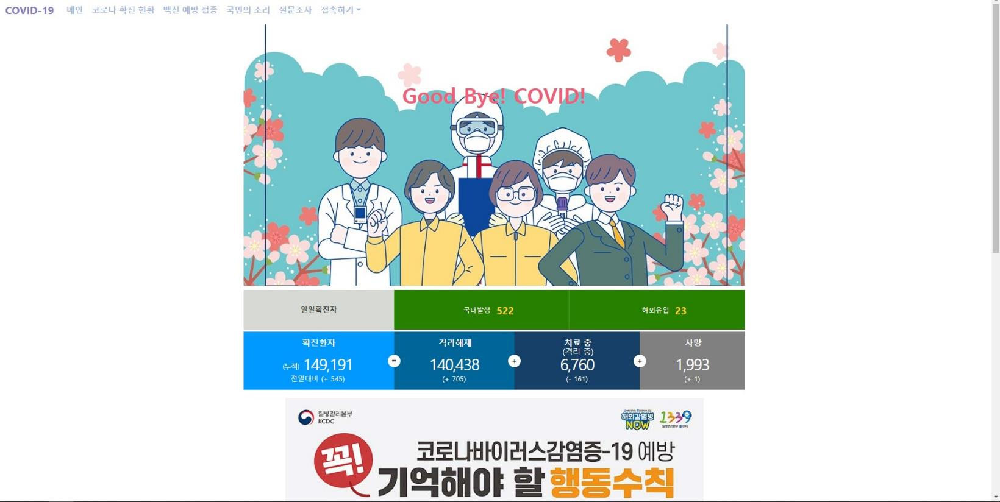 COVID-19 메인 코로나 확진 현황 백신 예방 접종 국민의 소리 설문조사 접속하기
Good Bye! COVID!
일일확진자 국내발생 522 해외유입 23
확진환자 격리해제 치료 중 사망
(격리 중)
(누적) 149,191 = 140,438 + 6,760 + 1,993
전일대비 (+ 545) (+ 705) (- 161) (+ 1)
질병관리본부
KCDC
해외감염병
NOW
1339
꼭!
코로나바이러스감염증-19 예방
기억해야 할 행동수칙